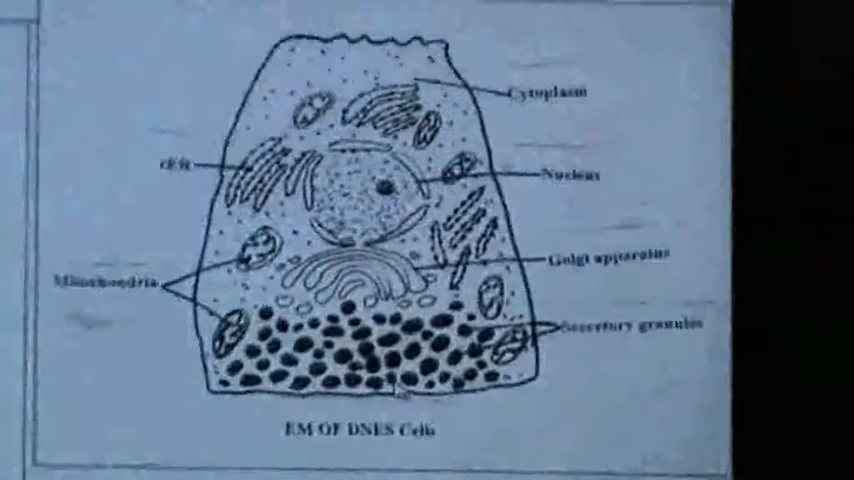 Cytoplasm
rER
Nucleus
Golgi apparatus
Mitochondria
Secretory granules
EM OF DNES Cells